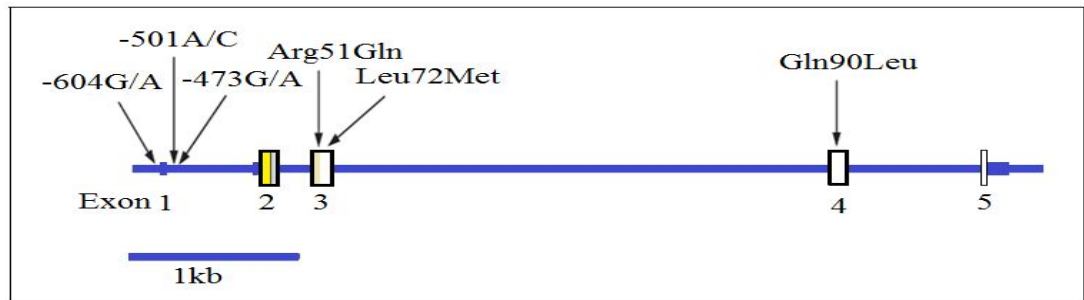 -501A/C
-604G/A
-473G/A
Arg51Gln
Leu72Met
Gln90Leu
Exon 1 2 3 4 5
1kb